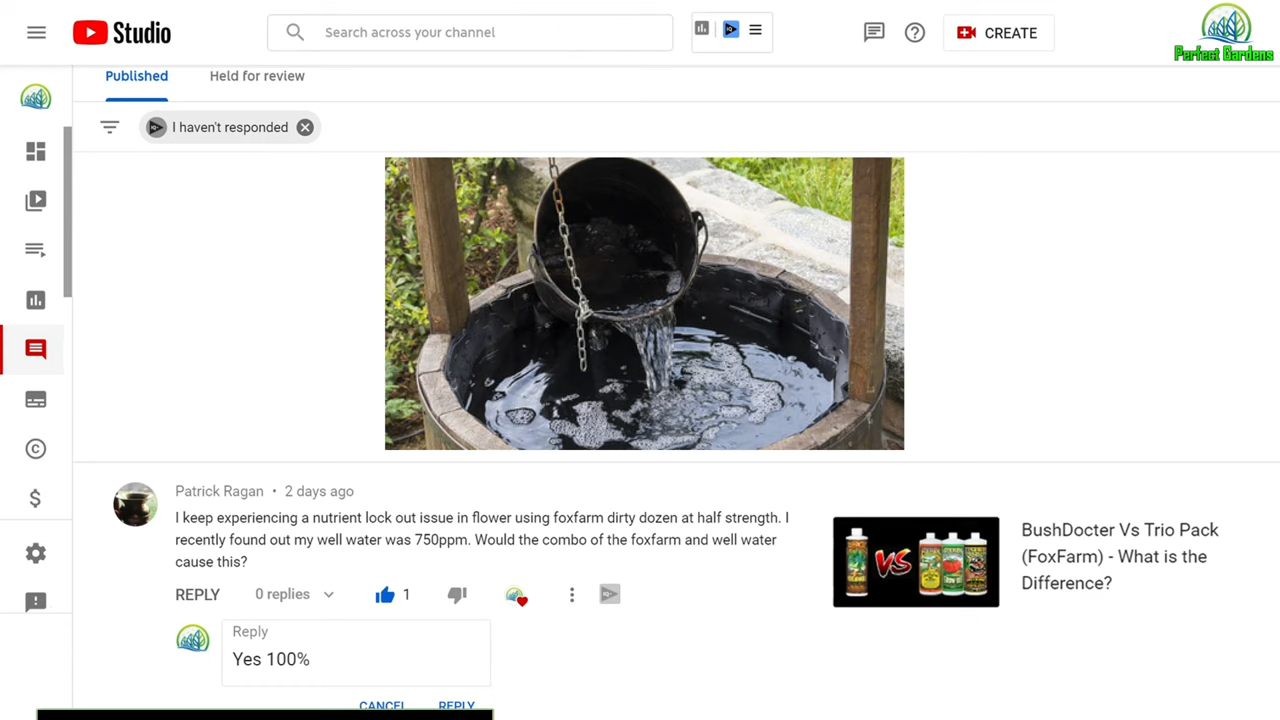 Studio
Search across your channel
CREATE
Perfect Gardens
Published
Held for review
I haven't responded
Patrick Ragan • 2 days ago
I keep experiencing a nutrient lock out issue in flower using foxfarm dirty dozen at half strength. I
recently found out my well water was 750ppm. Would the combo of the foxfarm and well water
cause this?
BushDocter Vs Trio Pack
(FoxFarm) - What is the
Difference?
VS
REPLY
0 replies
1
Reply
Yes 100%
CANCEL
REPLY